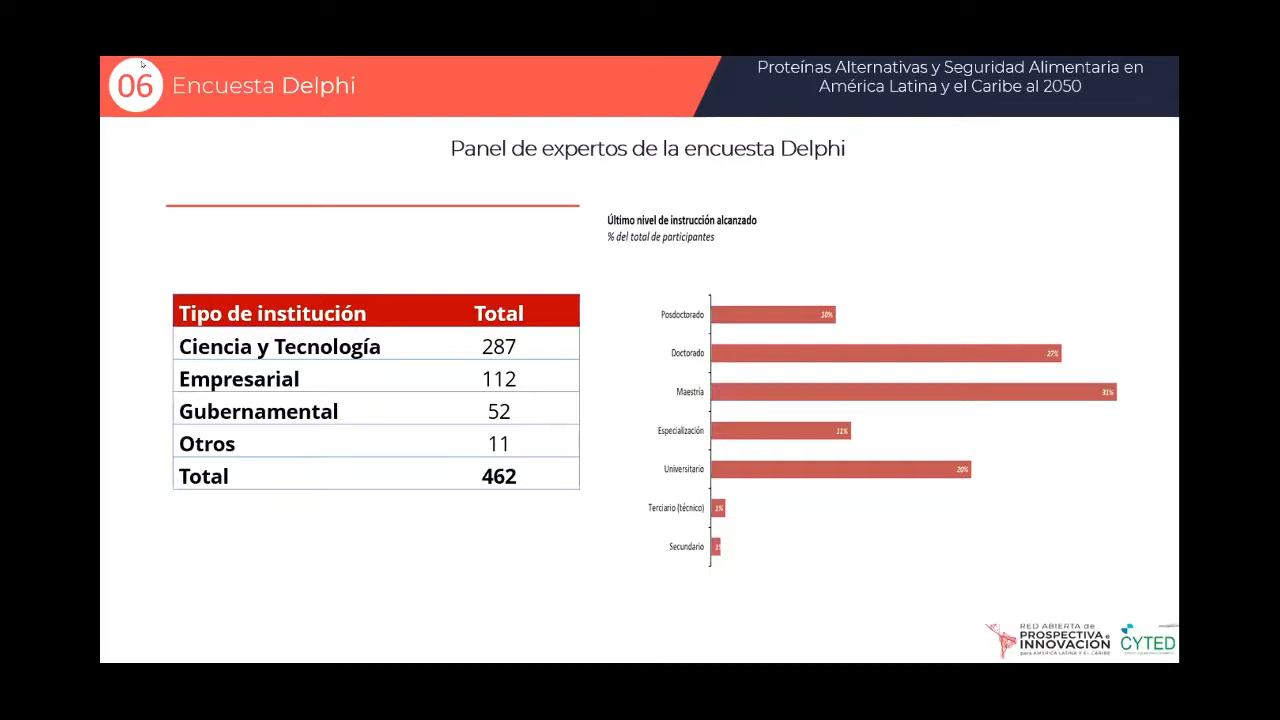 06 Encuesta Delphi
Proteínas Alternativas y Seguridad Alimentaria en
América Latina y el Caribe al 2050
Panel de expertos de la encuesta Delphi
Tipo de institución Total
Ciencia y Tecnología 287
Empresarial 112
Gubernamental 52
Otros 11
Total 462
Último nivel de instrucción alcanzado
% del total de participantes
Posdoctorado 10%
Doctorado 27%
Maestría 31%
Especialización 11%
Universitario 20%
Terciario (técnico) 1%
Secundario
RED ABIERTA de
PROSPECTIVA e
INNOVACION
para AMÉRICA LATINA Y EL CARIBE
CYTED